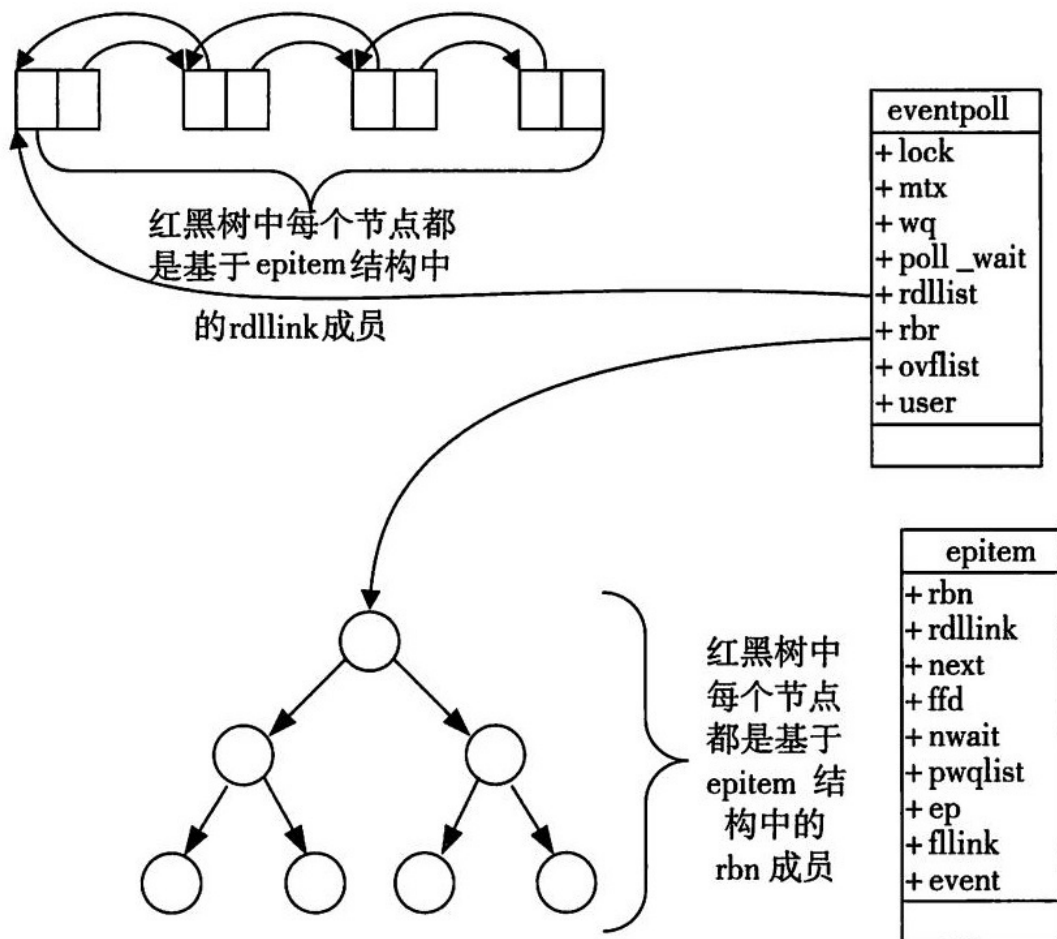 红黑树中每个节点都
是基于epitem结构中
的rdllink成员
eventpoll
+ lock
+ mtx
+ wq
+ poll _wait
+ rdllist
+ rbr
+ ovflist
+ user
红黑树中
每个节点
都是基于
epitem 结
构中的
rbn 成员
epitem
+ rbn
+ rdllink
+ next
+ ffd
+ nwait
+ pwqlist
+ ep
+ fllink
+ event